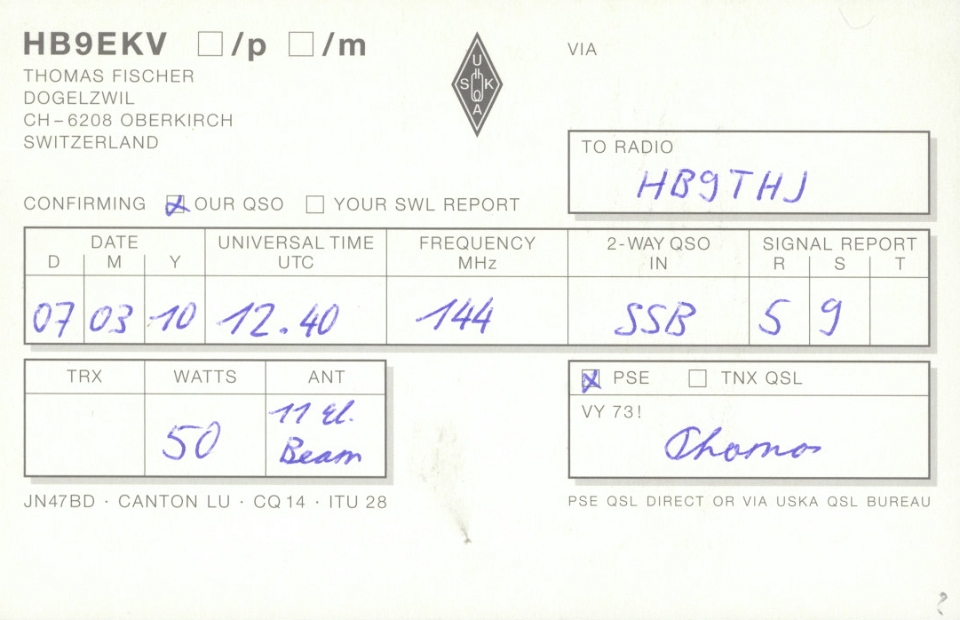 HB9EKV □/p □/m
THOMAS FISCHER
DOGELZWIL
CH-6208 OBERKIRCH
SWITZERLAND
USKA
VIA
TO RADIO
HB9THJ
CONFIRMING ☒ OUR QSO □ YOUR SWL REPORT
DATE UNIVERSAL TIME FREQUENCY 2-WAY QSO SIGNAL REPORT
D M Y UTC MHz IN R S T
07 03 10 12.40 144 SSB 5 9
TRX WATTS ANT
50 11 El.
Beam
☒ PSE □ TNX QSL
VY 73!
Thomas
JN47BD · CANTON LU · CQ 14 · ITU 28
PSE QSL DIRECT OR VIA USKA QSL BUREAU
?